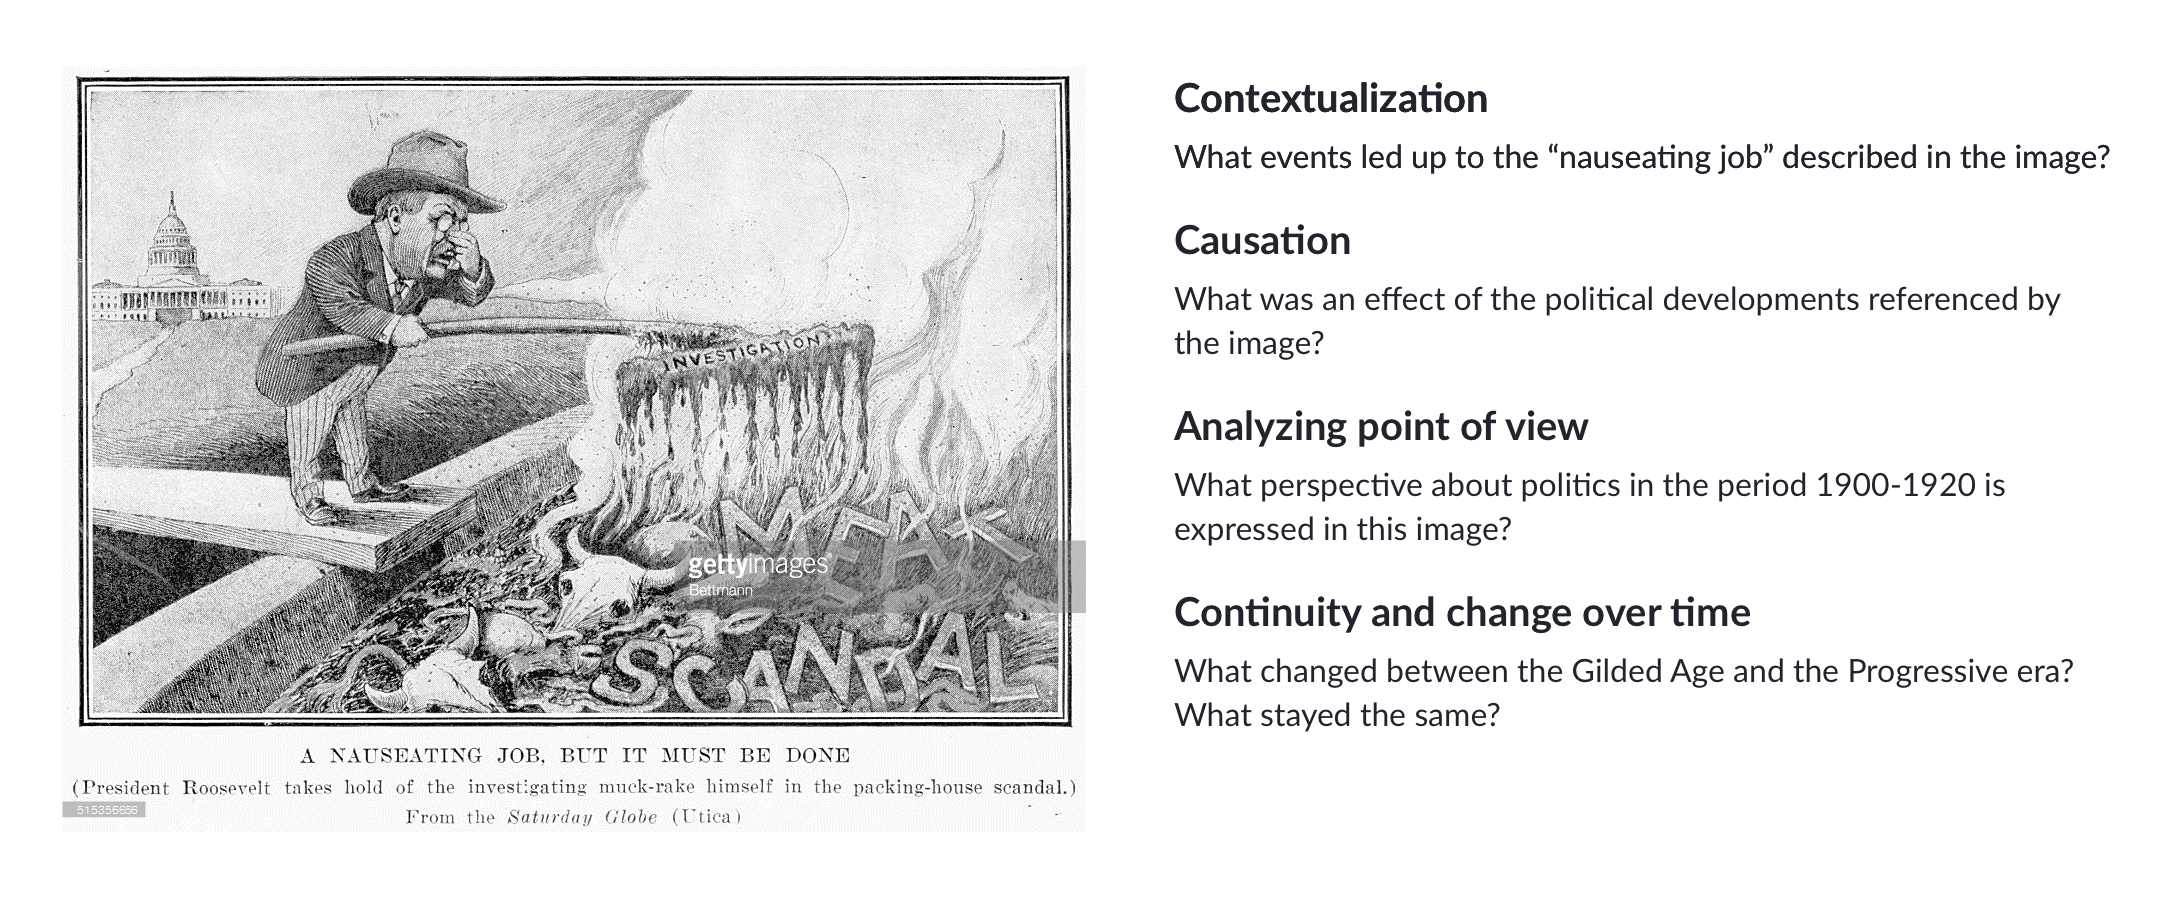 INVESTIGATION
MEAT
SCANDAL
gettyimages®
Bettmann
A NAUSEATING JOB, BUT IT MUST BE DONE
(President Roosevelt takes hold of the investigating muck-rake himself in the packing-house scandal.)
515356656
From the Saturday Globe (Utica)
Contextualization
What events led up to the “nauseating job” described in the image?
Causation
What was an effect of the political developments referenced by
the image?
Analyzing point of view
What perspective about politics in the period 1900-1920 is
expressed in this image?
Continuity and change over time
What changed between the Gilded Age and the Progressive era?
What stayed the same?